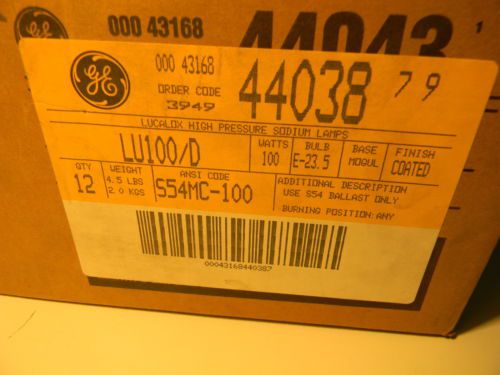 000 43168
44043
GE
000 43168
ORDER CODE
3949
44038 79
LUCALOX HIGH PRESSURE SODIUM LAMPS
LU100/D
WATTS
100
BULB
E-23.5
BASE
MOGUL
FINISH
COATED
QTY
12
WEIGHT
4.5 LBS
2.0 KGS
ANSI CODE
S54MC-100
ADDITIONAL DESCRIPTION
USE S54 BALLAST ONLY
BURNING POSITION: ANY
00043168440387